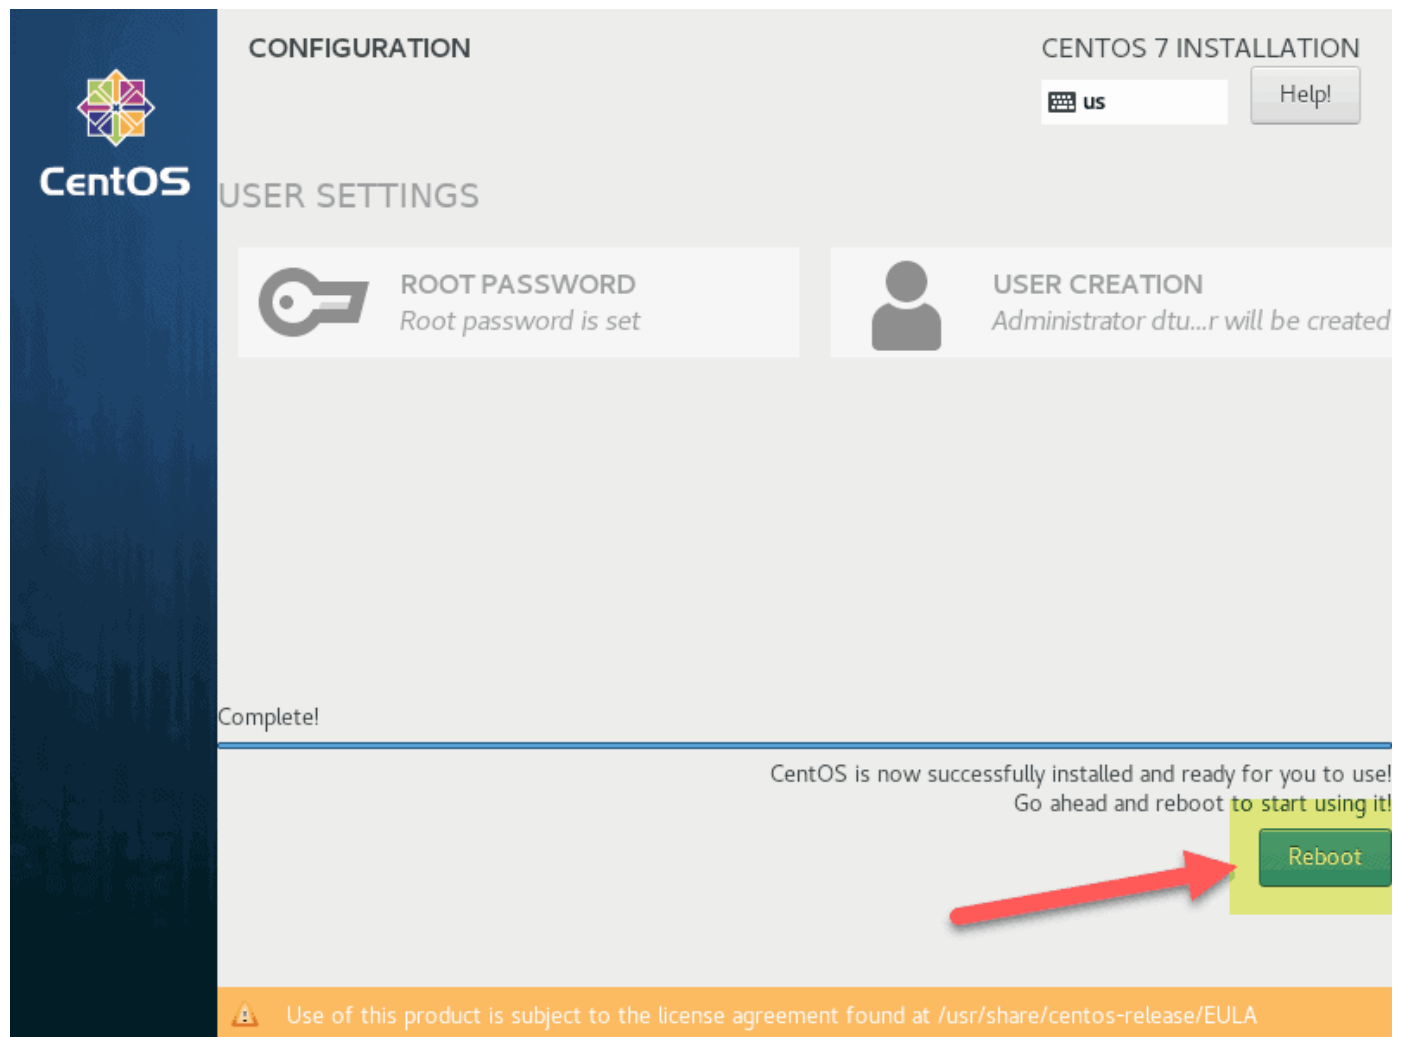 CentOS
CONFIGURATION
CENTOS 7 INSTALLATION
us
Help!
USER SETTINGS
ROOT PASSWORD
Root password is set
USER CREATION
Administrator dtu...r will be created
Complete!
CentOS is now successfully installed and ready for you to use!
Go ahead and reboot to start using it!
Reboot
Use of this product is subject to the license agreement found at /usr/share/centos-release/EULA